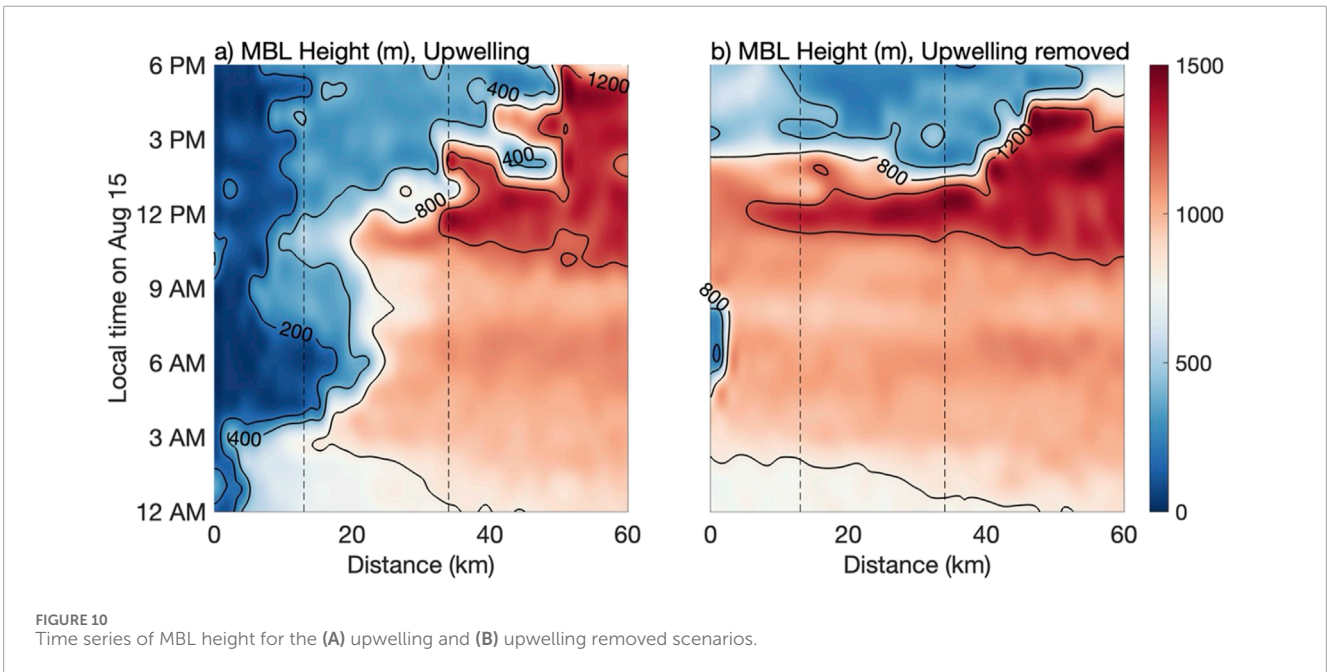 a) MBL Height (m), Upwelling
b) MBL Height (m), Upwelling removed
Local time on Aug 15
6 PM
3 PM
12 PM
9 AM
6 AM
3 AM
12 AM
400
1200
400
800
200
400
0 20 40 60
Distance (km)
1200
800
800
0 20 40 60
Distance (km)
1500
1000
500
0
FIGURE 10
Time series of MBL height for the (A) upwelling and (B) upwelling removed scenarios.